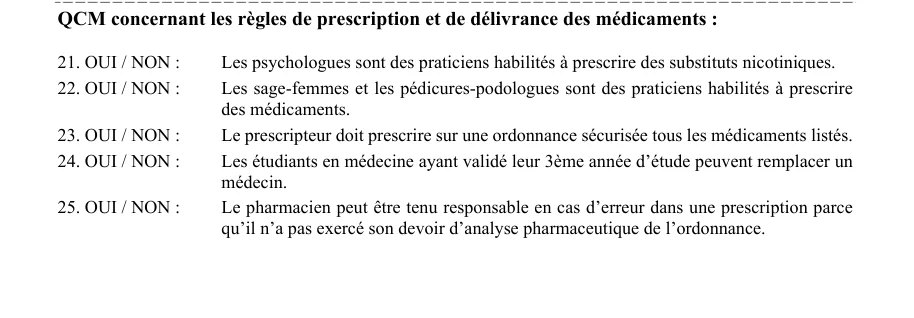 QCM concernant les règles de prescription et de délivrance des médicaments :
21. OUI / NON : Les psychologues sont des praticiens habilités à prescrire des substituts nicotiniques.
22. OUI / NON : Les sage-femmes et les pédicures-podologues sont des praticiens habilités à prescrire
des médicaments.
23. OUI / NON : Le prescripteur doit prescrire sur une ordonnance sécurisée tous les médicaments listés.
24. OUI / NON : Les étudiants en médecine ayant validé leur 3ème année d’étude peuvent remplacer un
médecin.
25. OUI / NON : Le pharmacien peut être tenu responsable en cas d’erreur dans une prescription parce
qu’il n’a pas exercé son devoir d’analyse pharmaceutique de l’ordonnance.